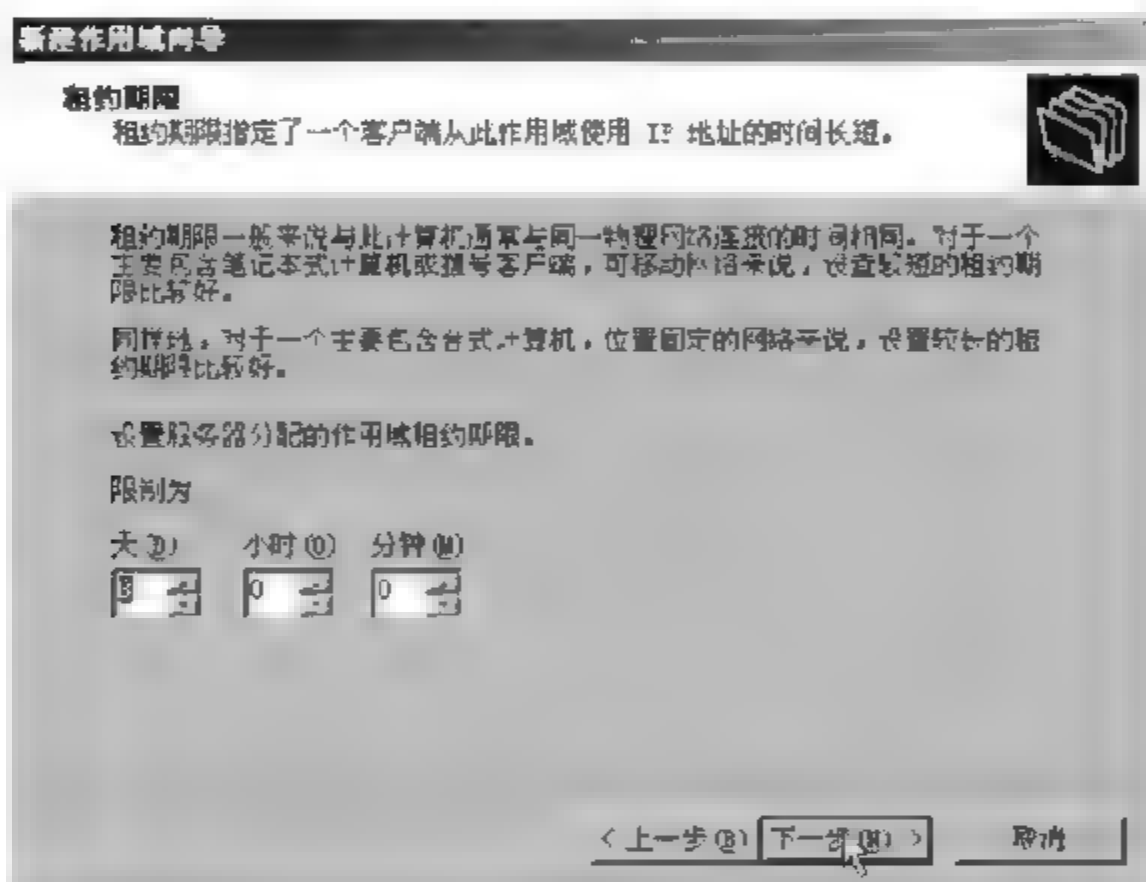 新建作用域向导
租约期限
租约期限指定了一个客户端从此作用域使用 IP 地址的时间长短。
租约期限一般来说与此计算机通常与同一物理网络连接的时间相同。对于一个
主要包含笔记本式计算机或拨号客户端，可移动网络来说，设置较短的租约期
限比较好。
同样地，对于一个主要包含台式计算机，位置固定的网络来说，设置较长的租
约期限比较好。
设置服务器分配的作用域租约期限。
限制为
天(D) 小时(O) 分钟(M)
8 0 0
< 上一步(B) 下一步(N) > 取消